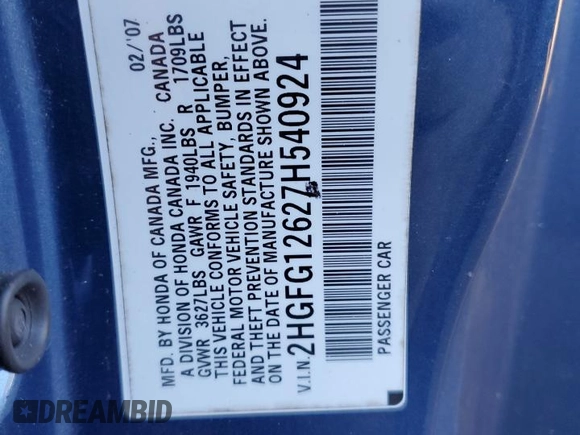 MFD. BY HONDA OF CANADA MFG., 02/'07
A DIVISION OF HONDA CANADA INC. CANADA
GVWR 3627LBS GAWR F 1940LBS R 1709LBS
THIS VEHICLE CONFORMS TO ALL APPLICABLE
FEDERAL MOTOR VEHICLE SAFETY, BUMPER,
AND THEFT PREVENTION STANDARDS IN EFFECT
ON THE DATE OF MANUFACTURE SHOWN ABOVE.
V.I.N. 2HGFG12627H540924
PASSENGER CAR
DREAMBID